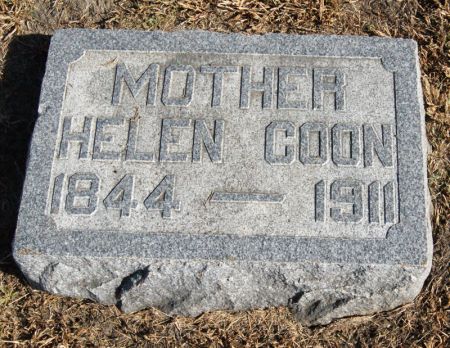 MOTHER
HELEN COON
1844 — 1911